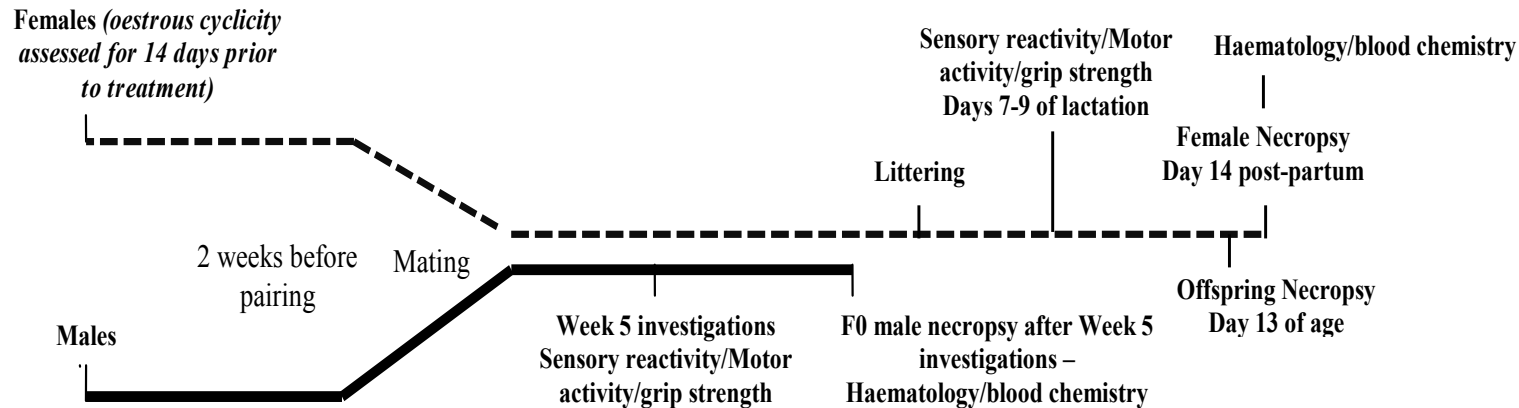 Females (oestrous cyclicity
assessed for 14 days prior
to treatment)
Sensory reactivity/Motor
activity/grip strength
Days 7-9 of lactation
Haematology/blood chemistry
Female Necropsy
Day 14 post-partum
Littering
2 weeks before
pairing
Mating
Males
Week 5 investigations
Sensory reactivity/Motor
activity/grip strength
F0 male necropsy after Week 5
investigations –
Haematology/blood chemistry
Offspring Necropsy
Day 13 of age